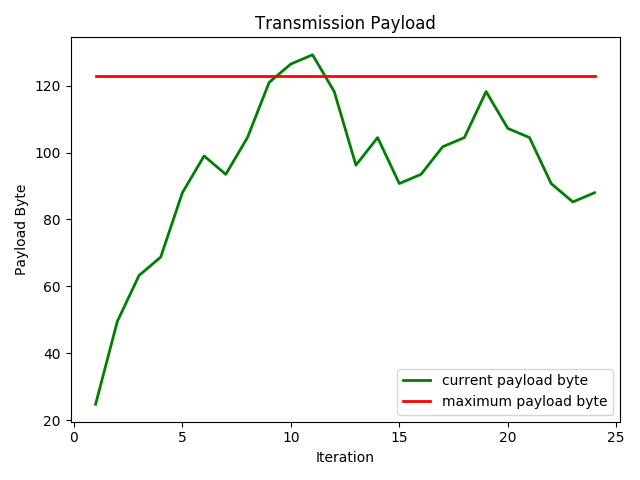 Transmission Payload
Payload Byte
120
100
80
60
40
20
0
5
10
15
20
25
Iteration
current payload byte
maximum payload byte